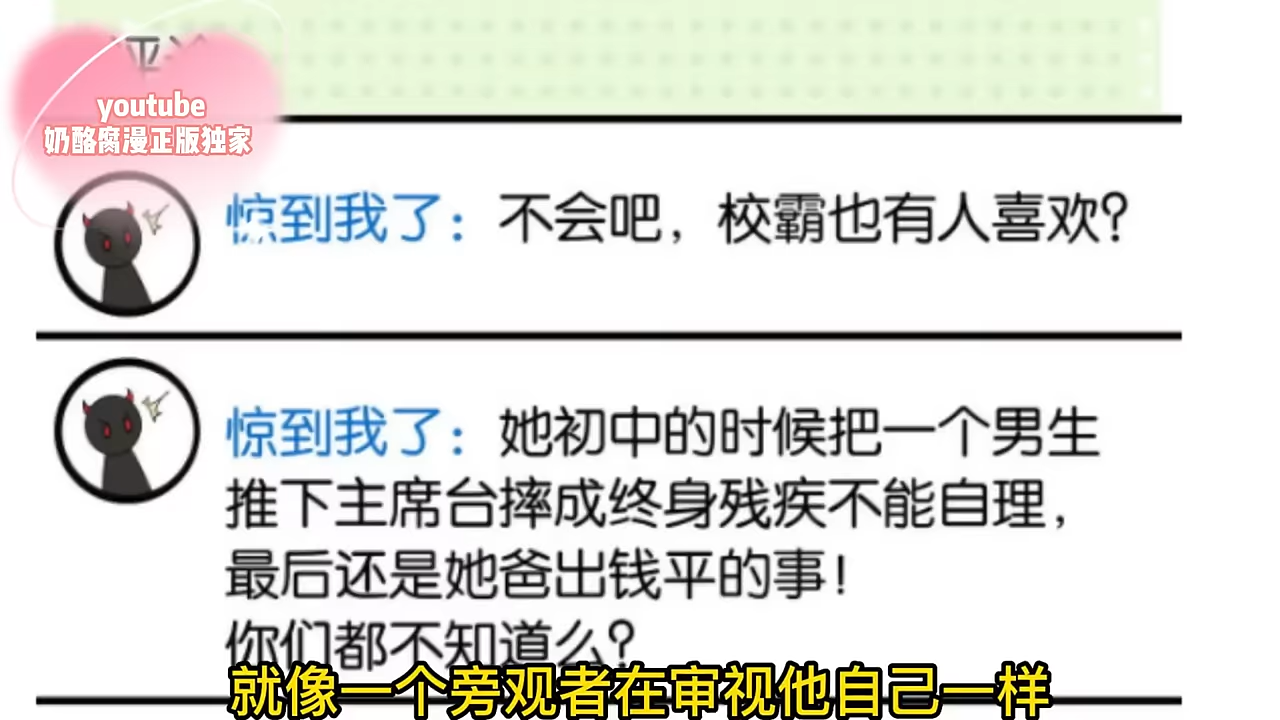 youtube
奶酪腐漫正版独家
惊到我了：不会吧，校霸也有人喜欢？
惊到我了：她初中的时候把一个男生
推下主席台摔成终身残疾不能自理，
最后还是她爸出钱平的事！
你们都不知道么？
就像一个旁观者在审视他自己一样